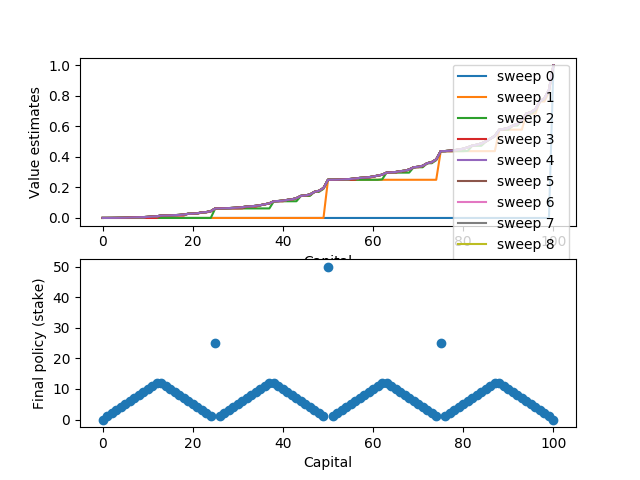 1.0
0.8
0.6
0.4
0.2
0.0
Value estimates
sweep 0
sweep 1
sweep 2
sweep 3
sweep 4
sweep 5
sweep 6
sweep 7
sweep 8
0 20 40 60 80 100
Capital
50
40
30
20
10
0
Final policy (stake)
0 20 40 60 80 100
Capital